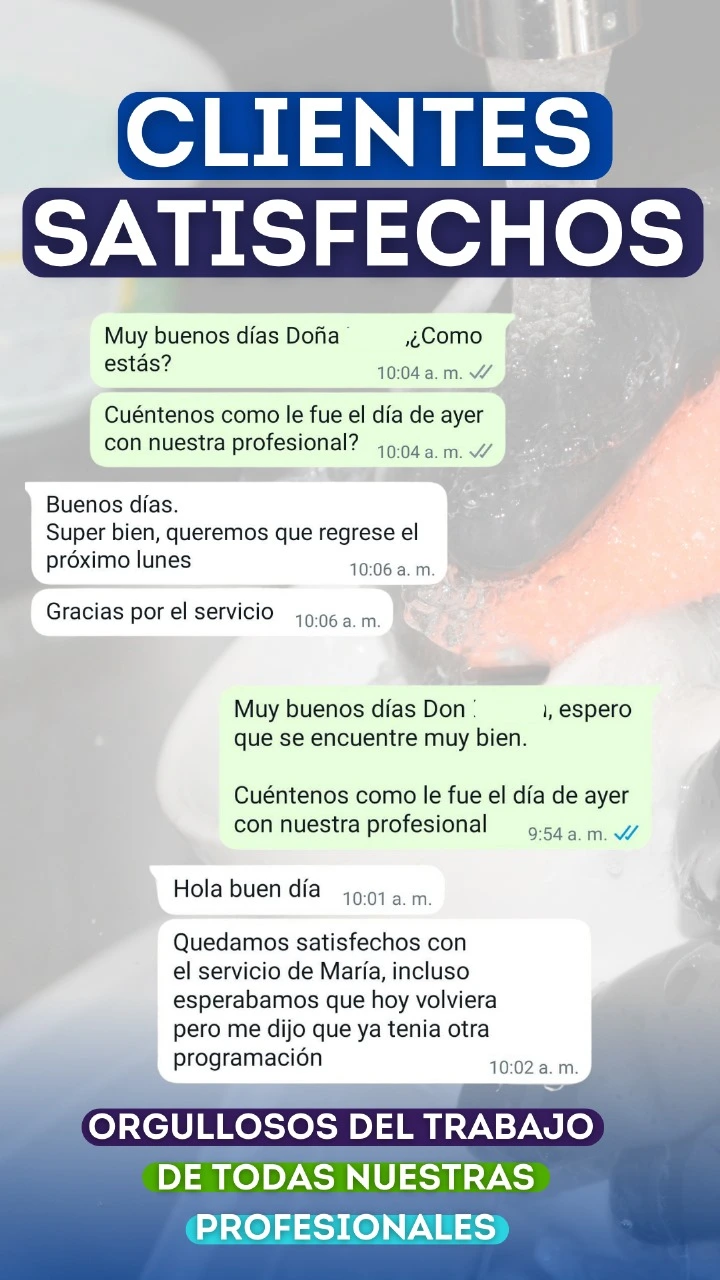 CLIENTES
SATISFECHOS
Muy buenos días Doña ,¿Como
estás?
10:04 a. m.
Cuéntenos como le fue el día de ayer
con nuestra profesional?
10:04 a. m.
Buenos días.
Super bien, queremos que regrese el
próximo lunes
10:06 a. m.
Gracias por el servicio
10:06 a. m.
Muy buenos días Don , espero
que se encuentre muy bien.
Cuéntenos como le fue el día de ayer
con nuestra profesional
9:54 a. m.
Hola buen día
10:01 a. m.
Quedamos satisfechos con
el servicio de María, incluso
esperabamos que hoy volviera
pero me dijo que ya tenia otra
programación
10:02 a. m.
ORGULLOSOS DEL TRABAJO
DE TODAS NUESTRAS
PROFESIONALES